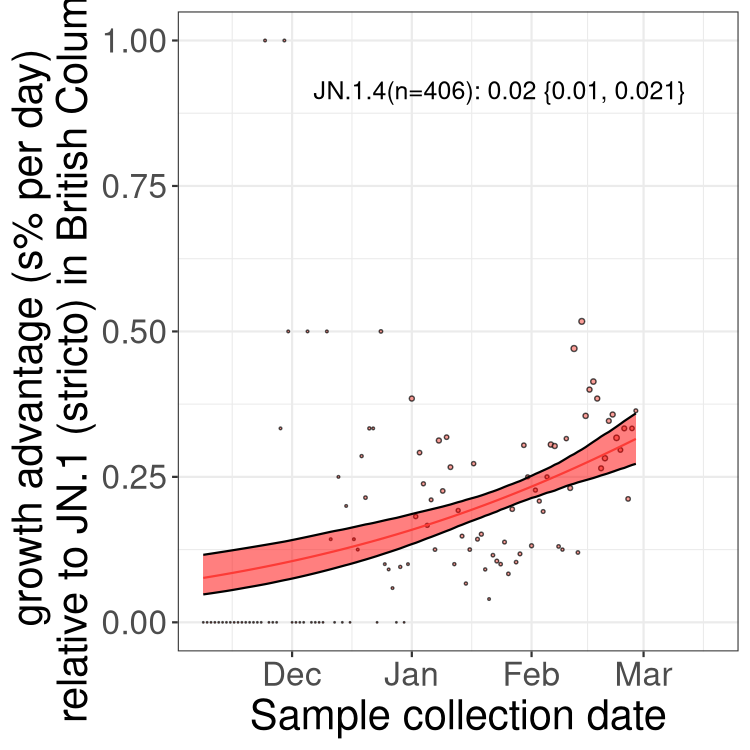 growth advantage (s% per day)
relative to JN.1 (stricto) in British Colum
1.00
0.75
0.50
0.25
0.00
JN.1.4(n=406): 0.02 {0.01, 0.021}
Dec Jan Feb Mar
Sample collection date